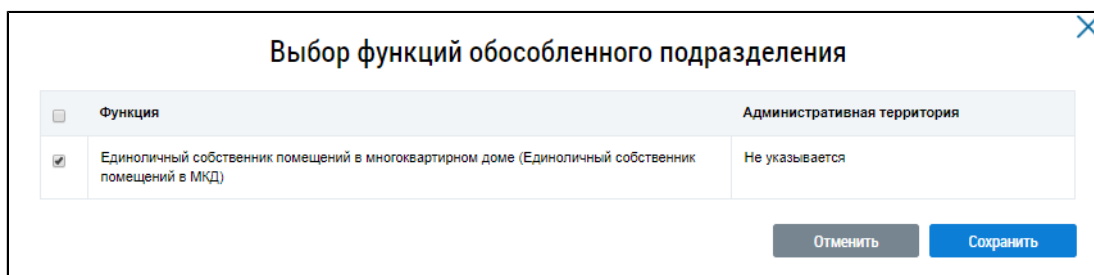 Выбор функций обособленного подразделения
Функция Административная территория
Единоличный собственник помещений в многоквартирном доме (Единоличный собственник Не указывается
помещений в МКД)
Отменить Сохранить